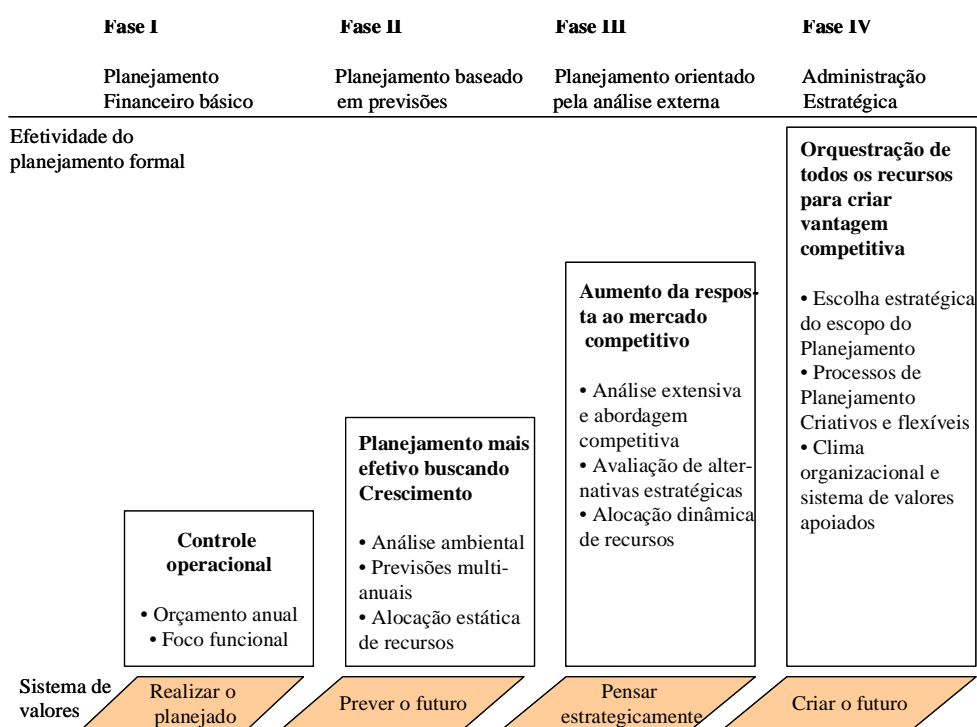 Fase I
Fase II
Fase III
Fase IV
Planejamento
Financeiro básico
Planejamento baseado
em previsões
Planejamento orientado
pela análise externa
Administração
Estratégica
Efetividade do
planejamento formal
Controle
operacional
• Orçamento anual
• Foco funcional
Planejamento mais
efetivo buscando
Crescimento
• Análise ambiental
• Previsões multi-
anuais
• Alocação estática
de recursos
Aumento da respos-
ta ao mercado
competitivo
• Análise extensiva
e abordagem
competitiva
• Avaliação de alter-
nativas estratégicas
• Alocação dinâmica
de recursos
Orquestração de
todos os recursos
para criar
vantagem
competitiva
• Escolha estratégica
do escopo do
Planejamento
• Processos de
Planejamento
Criativos e flexíveis
• Clima
organizacional e
sistema de valores
apoiados
Sistema de
valores
Realizar o
planejado
Prever o futuro
Pensar
estrategicamente
Criar o futuro